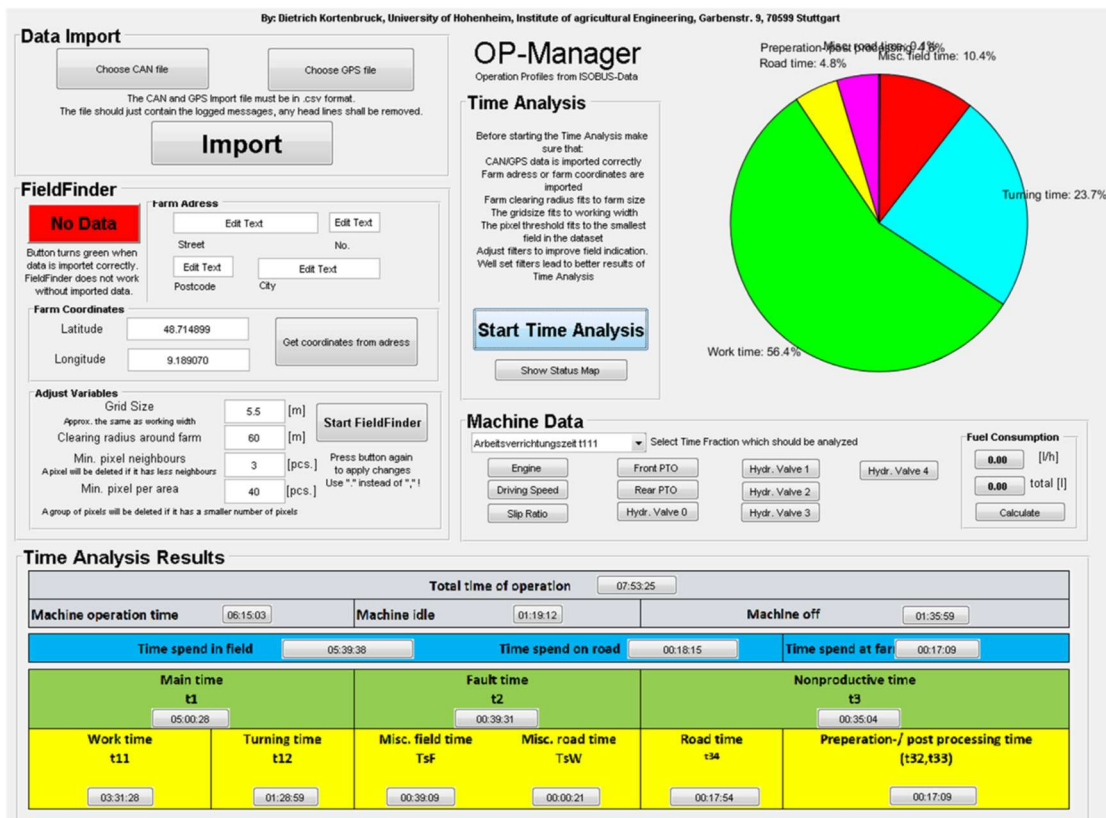 By: Dietrich Kortenbruck, University of Hohenheim, Institute of agricultural Engineering, Garbenstr. 9, 70599 Stuttgart
Data Import
Choose CAN file
Choose GPS file
The CAN and GPS Import file must be in .csv format.
The file should just contain the logged messages, any head lines shall be removed.
Import
FieldFinder
No Data
Button turns green when
data is importet correctly.
FieldFinder does not work
without imported data.
Farm Adress
Edit Text
Edit Text
Street
No.
Edit Text
Edit Text
Postcode
City
Farm Coordinates
Latitude
48.714899
Longitude
9.189070
Get coordinates from adress
Adjust Variables
Grid Size
Approx. the same as working width
5.5
[m]
Clearing radius around farm
60
[m]
Min. pixel neighbours
A pixel will be deleted if it has less neighbours
3
[pcs.]
Min. pixel per area
40
[pcs.]
A group of pixels will be deleted if it has a smaller number of pixels
Start FieldFinder
Press button again
to apply changes
Use "." instead of "," !
OP-Manager
Operation Profiles from ISOBUS-Data
Time Analysis
Before starting the Time Analysis make
sure that:
CAN/GPS data is imported correctly
Farm adress or farm coordinates are
imported
Farm clearing radius fits to farm size
The gridsize fits to working width
The pixel threshold fits to the smallest
field in the dataset
Adjust filters to improve field indication.
Well set filters lead to better results of
Time Analysis
Start Time Analysis
Show Status Map
Preperation-/post processing: 4.6%
Misc. road time: 0.1%
Misc. field time: 10.4%
Road time: 4.8%
Turning time: 23.7%
Work time: 56.4%
Machine Data
Arbeitsverrichtungszeit t111
Select Time Fraction which should be analyzed
Engine
Front PTO
Hydr. Valve 1
Hydr. Valve 4
Driving Speed
Rear PTO
Hydr. Valve 2
Slip Ratio
Hydr. Valve 0
Hydr. Valve 3
Fuel Consumption
0.00
[l/h]
0.00
total [l]
Calculate
Time Analysis Results
Total time of operation 07:53:25
Machine operation time 06:15:03 Machine idle 01:19:12 Machine off 01:35:59
Time spend in field 05:39:38 Time spend on road 00:18:15 Time spend at far 00:17:09
Main time Fault time Nonproductive time
t1 t2 t3
05:00:28 00:39:31 00:35:04
Work time Turning time Misc. field time Misc. road time Road time Preperation-/ post processing time
t11 t12 TsF TsW t34 (t32,t33)
03:31:28 01:28:59 00:39:09 00:00:21 00:17:54 00:17:09